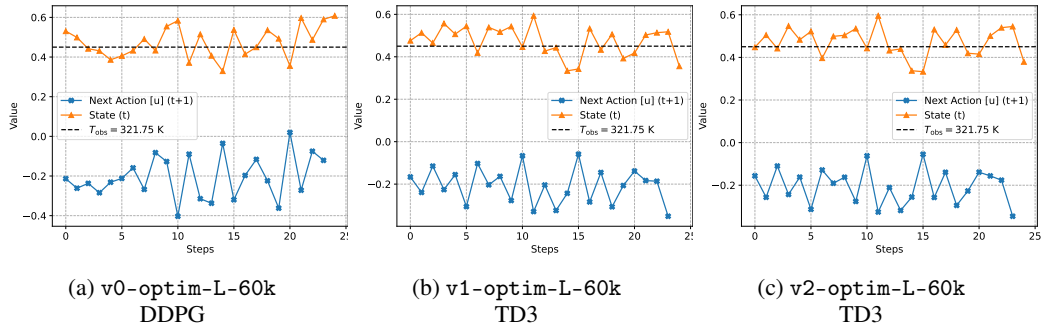 0.6
0.4
0.2
0.0
−0.2
−0.4
Value
Next Action [u] (t+1)
State (t)
T_obs = 321.75 K
0 5 10 15 20 25
Steps
(a) v0-optim-L-60k
DDPG
0.6
0.4
0.2
0.0
−0.2
Value
Next Action [u] (t+1)
State (t)
T_obs = 321.75 K
0 5 10 15 20 25
Steps
(b) v1-optim-L-60k
TD3
0.6
0.4
0.2
0.0
−0.2
Value
Next Action [u] (t+1)
State (t)
T_obs = 321.75 K
0 5 10 15 20 25
Steps
(c) v2-optim-L-60k
TD3